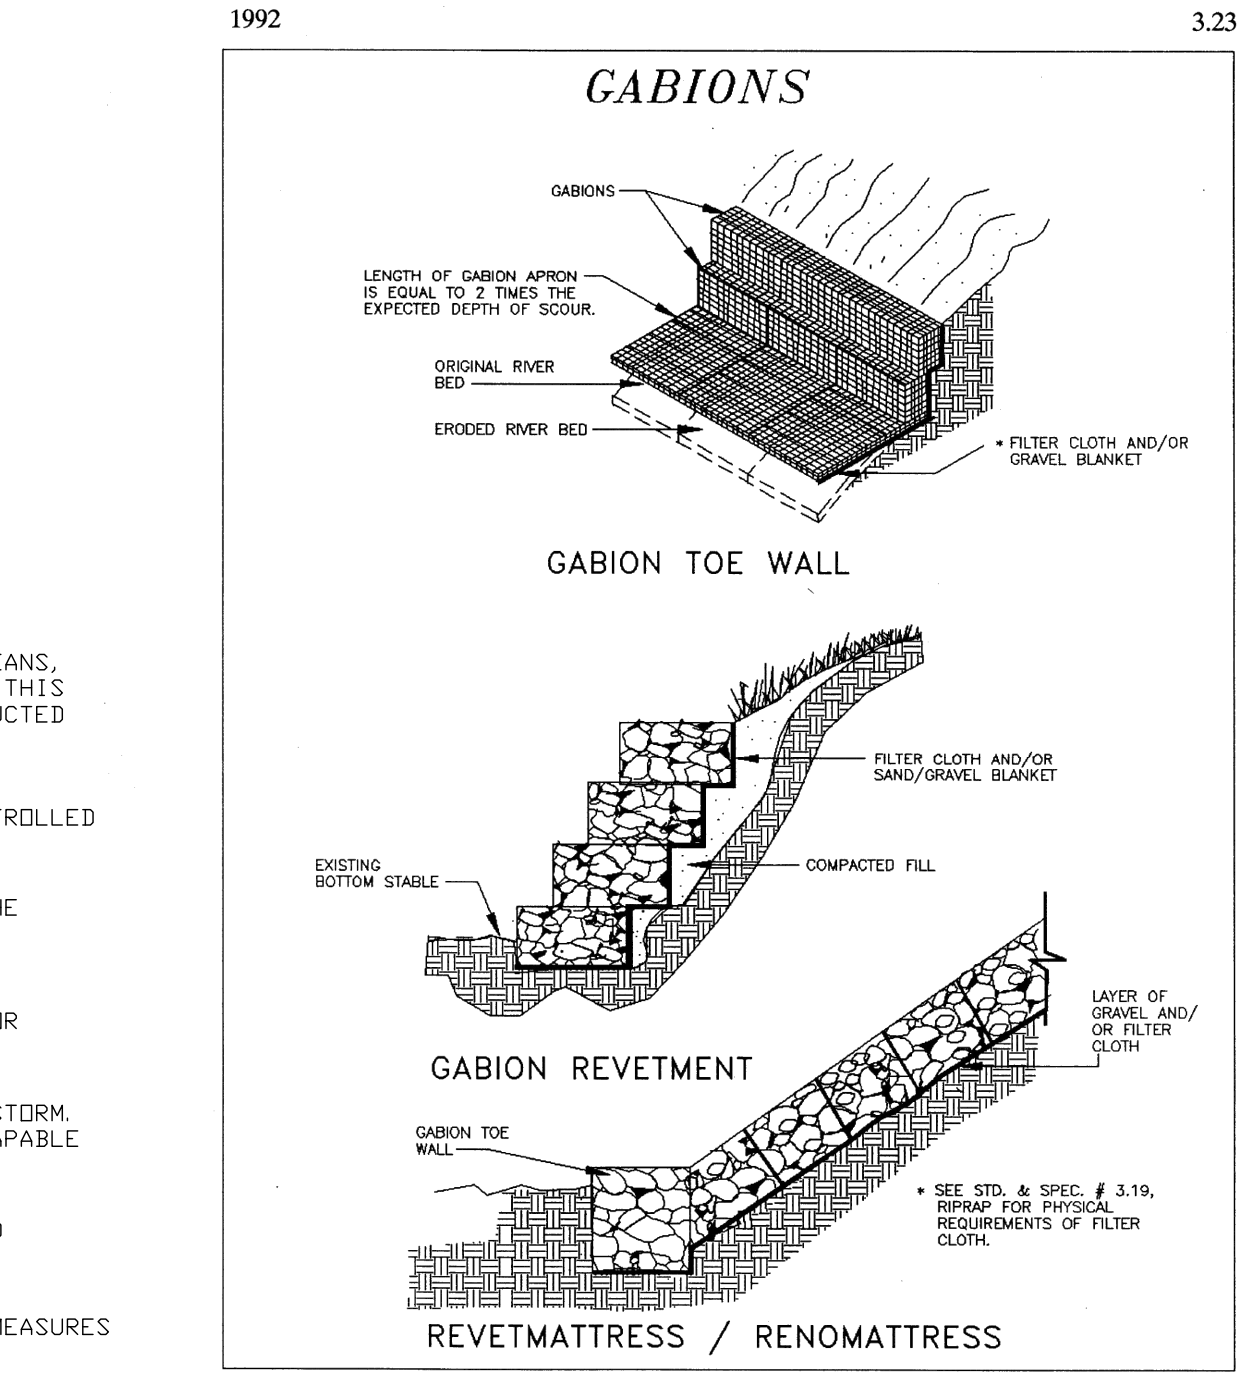 1992
3.23
GABIONS
GABIONS
LENGTH OF GABION APRON
IS EQUAL TO 2 TIMES THE
EXPECTED DEPTH OF SCOUR.
ORIGINAL RIVER
BED
ERODED RIVER BED
* FILTER CLOTH AND/OR
GRAVEL BLANKET
GABION TOE WALL
FILTER CLOTH AND/OR
SAND/GRAVEL BLANKET
EXISTING
BOTTOM STABLE
COMPACTED FILL
LAYER OF
GRAVEL AND/
OR FILTER
CLOTH
GABION REVETMENT
GABION TOE
WALL
* SEE STD. & SPEC. # 3.19,
RIPRAP FOR PHYSICAL
REQUIREMENTS OF FILTER
CLOTH.
REVETMATTRESS / RENOMATTRESS
EANS,
THIS
UCTED
TROLLED
HE
OR
STORM.
APABLE
MEASURES